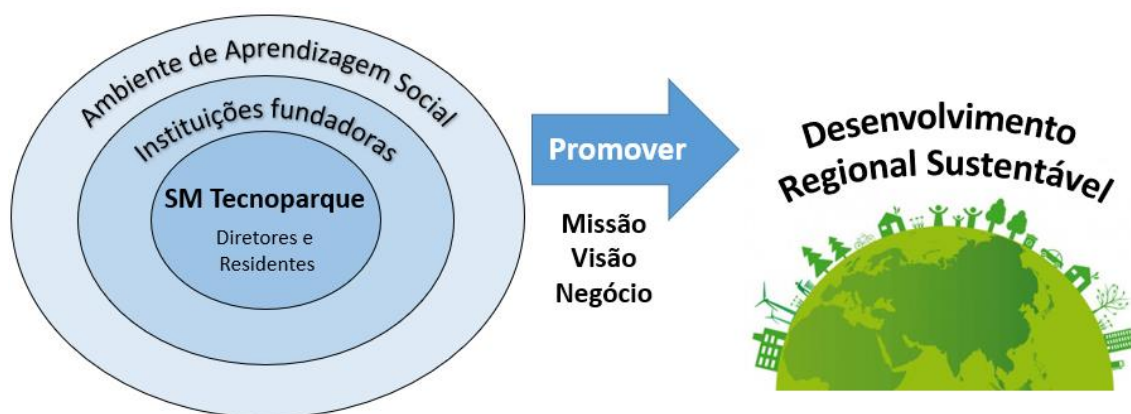 Ambiente de Aprendizagem Social
Instituições fundadoras
SM Tecnoparque
Diretores e
Residentes
Promover
Missão
Visão
Negócio
Desenvolvimento
Regional Sustentável